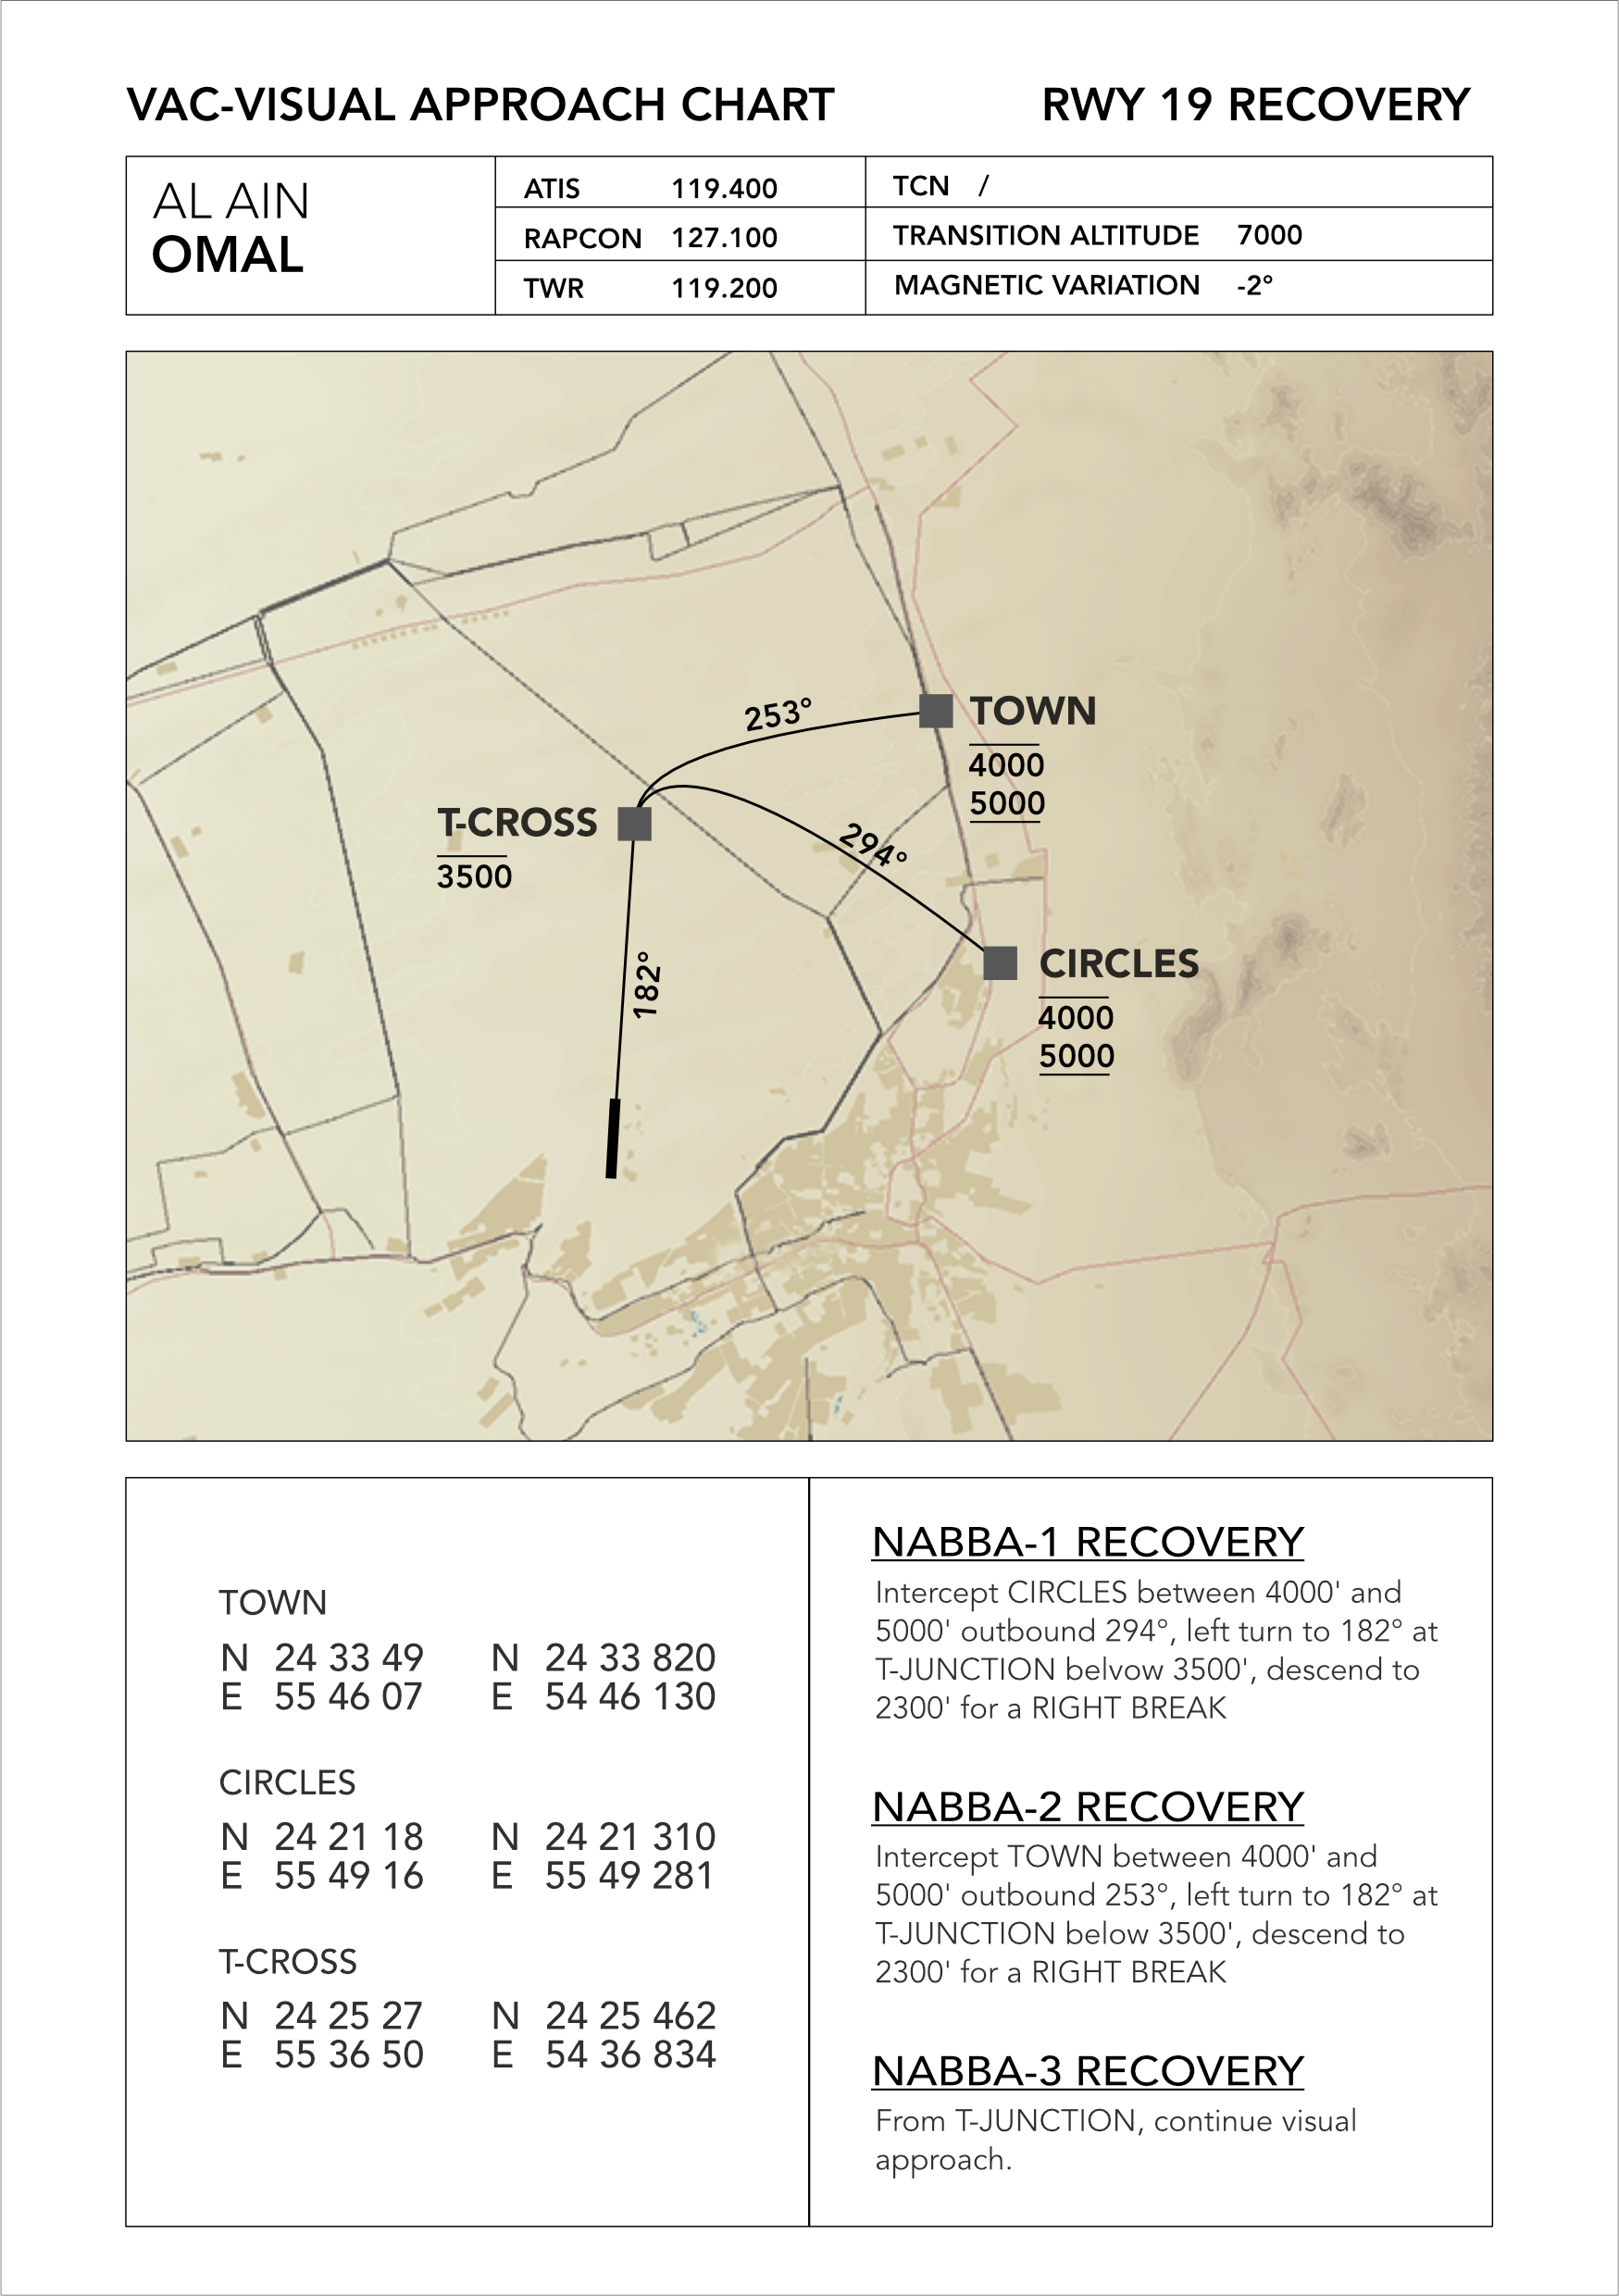 VAC-VISUAL APPROACH CHART
RWY 19 RECOVERY
AL AIN
OMAL
ATIS 119.400
RAPCON 127.100
TWR 119.200
TCN /
TRANSITION ALTITUDE 7000
MAGNETIC VARIATION -2°
253°
TOWN
4000
5000
T-CROSS
3500
294°
182°
CIRCLES
4000
5000
TOWN
N 24 33 49 N 24 33 820
E 55 46 07 E 54 46 130
CIRCLES
N 24 21 18 N 24 21 310
E 55 49 16 E 55 49 281
T-CROSS
N 24 25 27 N 24 25 462
E 55 36 50 E 54 36 834
NABBA-1 RECOVERY
Intercept CIRCLES between 4000' and
5000' outbound 294°, left turn to 182° at
T-JUNCTION belvow 3500', descend to
2300' for a RIGHT BREAK
NABBA-2 RECOVERY
Intercept TOWN between 4000' and
5000' outbound 253°, left turn to 182° at
T-JUNCTION below 3500', descend to
2300' for a RIGHT BREAK
NABBA-3 RECOVERY
From T-JUNCTION, continue visual
approach.